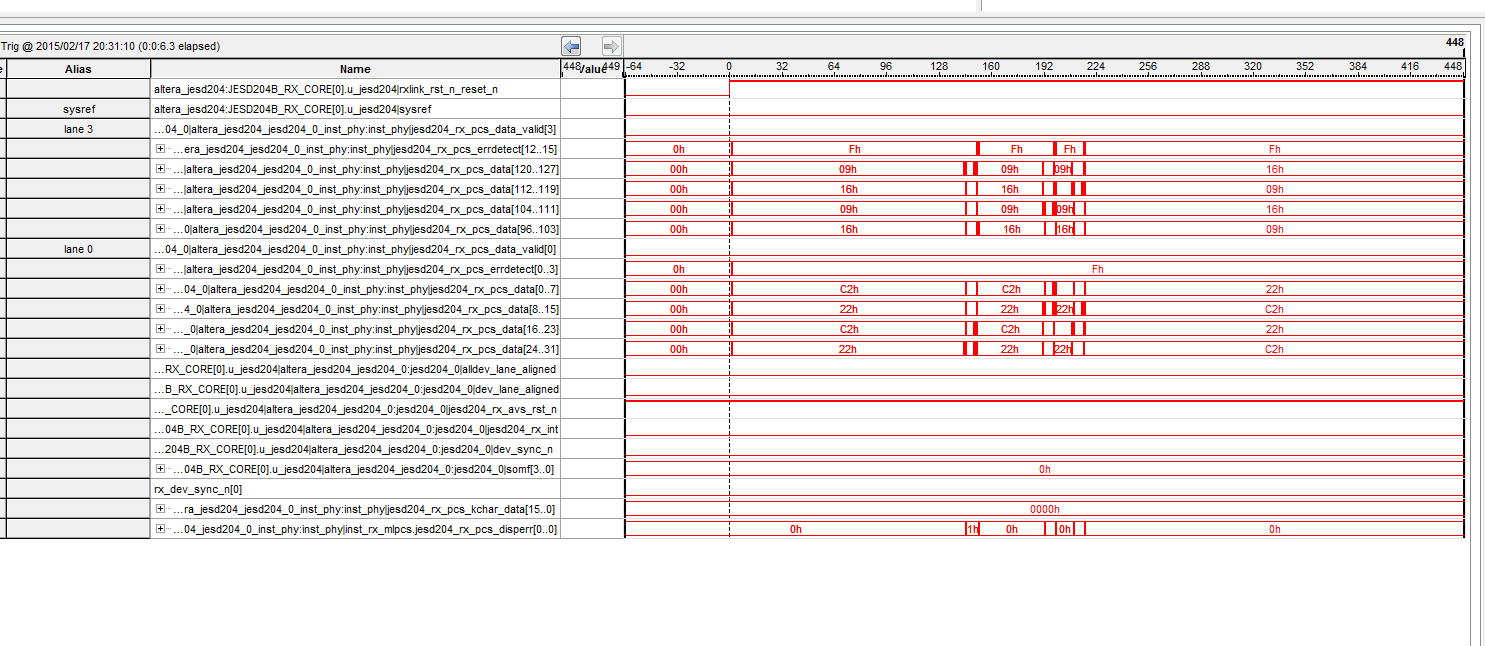 Trig @ 2015/02/17 20:31:10 (0:0:6.3 elapsed) 448
e Alias Name 448 Value 449 -64 -32 0 32 64 96 128 160 192 224 256 288 320 352 384 416 448
altera_jesd204:JESD204B_RX_CORE[0].u_jesd204|rxlink_rst_n_reset_n
sysref altera_jesd204:JESD204B_RX_CORE[0].u_jesd204|sysref
lane 3 ...04_0|altera_jesd204_jesd204_0_inst_phy:inst_phy|jesd204_rx_pcs_data_valid[3]
...era_jesd204_jesd204_0_inst_phy:inst_phy|jesd204_rx_pcs_errdetect[12..15] 0h Fh Fh Fh Fh
...|altera_jesd204_jesd204_0_inst_phy:inst_phy|jesd204_rx_pcs_data[120..127] 00h 09h 09h 09h 16h
...|altera_jesd204_jesd204_0_inst_phy:inst_phy|jesd204_rx_pcs_data[112..119] 00h 16h 16h 09h
...|altera_jesd204_jesd204_0_inst_phy:inst_phy|jesd204_rx_pcs_data[104..111] 00h 09h 09h 09h 16h
...0|altera_jesd204_jesd204_0_inst_phy:inst_phy|jesd204_rx_pcs_data[96..103] 00h 16h 16h 16h 09h
lane 0 ...04_0|altera_jesd204_jesd204_0_inst_phy:inst_phy|jesd204_rx_pcs_data_valid[0]
...|altera_jesd204_jesd204_0_inst_phy:inst_phy|jesd204_rx_pcs_errdetect[0..3] 0h Fh
...04_0|altera_jesd204_jesd204_0_inst_phy:inst_phy|jesd204_rx_pcs_data[0..7] 00h C2h C2h 22h
...4_0|altera_jesd204_jesd204_0_inst_phy:inst_phy|jesd204_rx_pcs_data[8..15] 00h 22h 22h 22h C2h
..._0|altera_jesd204_jesd204_0_inst_phy:inst_phy|jesd204_rx_pcs_data[16..23] 00h C2h C2h 22h
..._0|altera_jesd204_jesd204_0_inst_phy:inst_phy|jesd204_rx_pcs_data[24..31] 00h 22h 22h 22h C2h
...RX_CORE[0].u_jesd204|altera_jesd204_jesd204_0:jesd204_0|alldev_lane_aligned
...B_RX_CORE[0].u_jesd204|altera_jesd204_jesd204_0:jesd204_0|dev_lane_aligned
..._CORE[0].u_jesd204|altera_jesd204_jesd204_0:jesd204_0|jesd204_rx_avs_rst_n
...04B_RX_CORE[0].u_jesd204|altera_jesd204_jesd204_0:jesd204_0|jesd204_rx_int
...204B_RX_CORE[0].u_jesd204|altera_jesd204_jesd204_0:jesd204_0|dev_sync_n
...04B_RX_CORE[0].u_jesd204|altera_jesd204_jesd204_0:jesd204_0|somf[3..0] 0h
rx_dev_sync_n[0]
...ra_jesd204_jesd204_0_inst_phy:inst_phy|jesd204_rx_pcs_kchar_data[15..0] 0000h
...04_jesd204_0_inst_phy:inst_phy|inst_rx_mlpcs.jesd204_rx_pcs_disperr[0..0] 0h 1h 0h 0h 0h